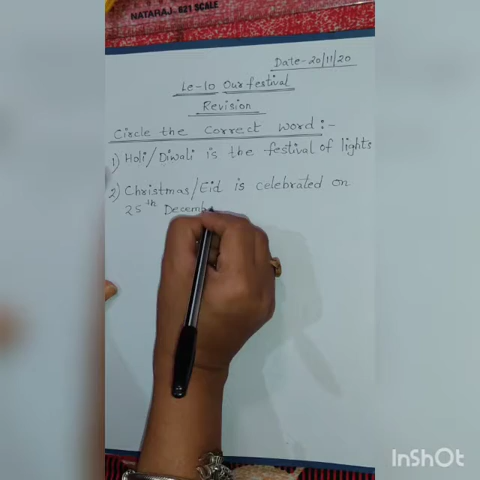 NATARAJ-621 SCALE
Date-20/11/20
Le-10 Our festival
Revision
Circle the Correct word:-
1) Holi/Diwali is the festival of lights
2) Christmas/Eid is celebrated on
25th Decemb
InShOt